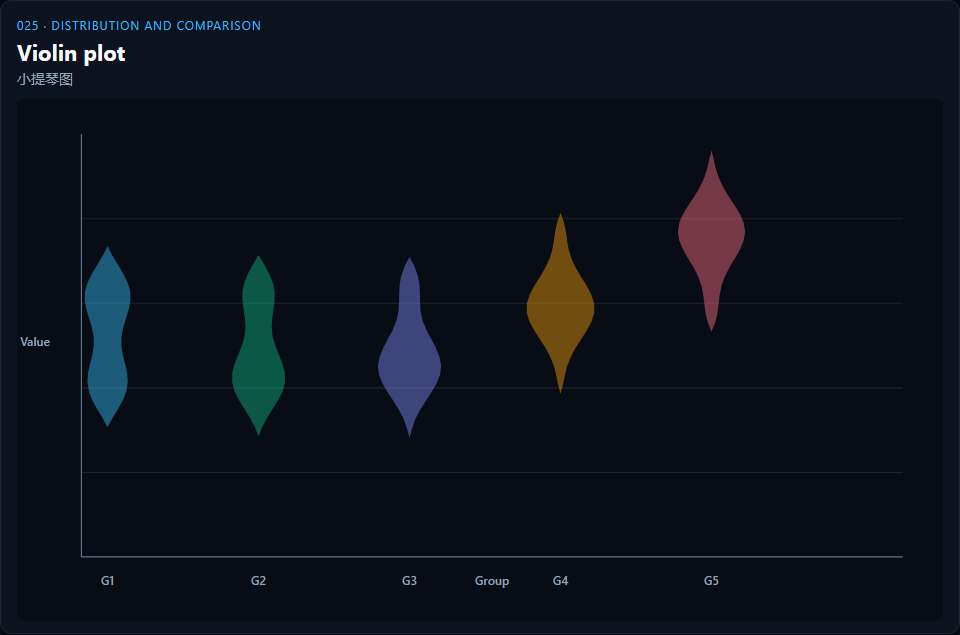 025 · DISTRIBUTION AND COMPARISON
Violin plot
小提琴图
Value
G1 G2 G3 Group G4 G5